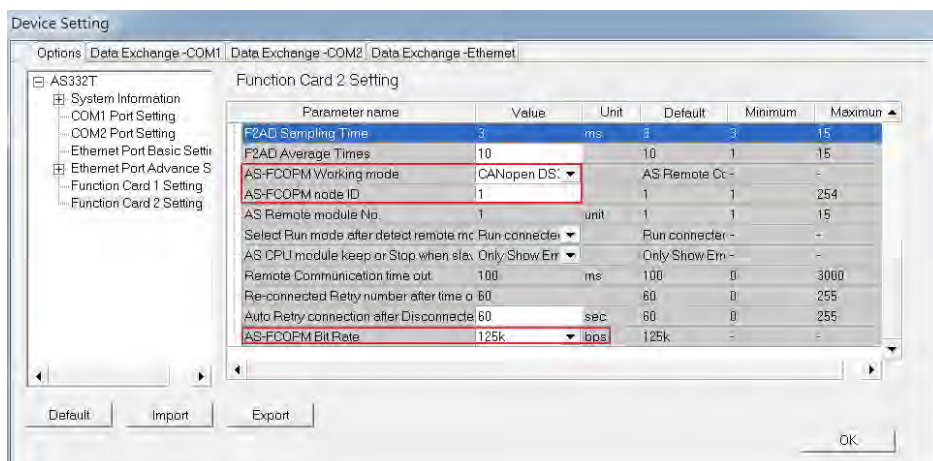 Device Setting
Options Data Exchange -COM1 Data Exchange -COM2 Data Exchange -Ethernet
AS332T
System Information
COM1 Port Setting
COM2 Port Setting
Ethernet Port Basic Settin
Ethernet Port Advance S
Function Card 1 Setting
Function Card 2 Setting
Function Card 2 Setting
Parameter name Value Unit Default Minimum Maximun
F2AD Sampling Time 3 ms 3 3 15
F2AD Average Times 10 10 1 15
AS-FCOPM Working mode CANopen DS: AS Remote Cc - -
AS-FCOPM node ID 1 1 1 254
AS Remote module No. 1 unit 1 1 15
Select Run mode after detect remote mc Run connected Run connected - -
AS CPU module keep or Stop when sla Only Show Err Only Show Err - -
Remote Communication time out 100 ms 100 0 3000
Re-connected Retry number after time o 60 60 0 255
Auto Retry connection after Disconnecte 60 sec 60 0 255
AS-FCOPM Bit Rate 125k bps 125k - -
Default Import Export
OK